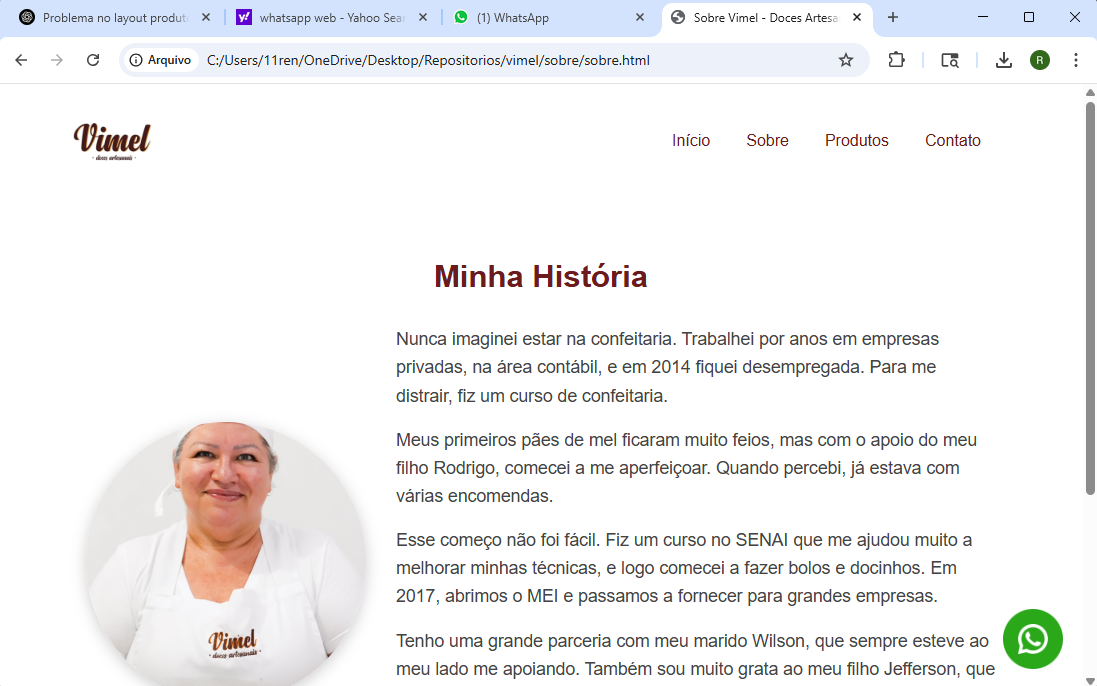 Problema no layout produt
whatsapp web - Yahoo Sear
(1) WhatsApp
Sobre Vimel - Doces Artesa
Arquivo
C:/Users/11ren/OneDrive/Desktop/Repositorios/vimel/sobre/sobre.html
R
Vimel
· doces artesanais ·
Início
Sobre
Produtos
Contato
Minha História
Nunca imaginei estar na confeitaria. Trabalhei por anos em empresas
privadas, na área contábil, e em 2014 fiquei desempregada. Para me
distrair, fiz um curso de confeitaria.
Meus primeiros pães de mel ficaram muito feios, mas com o apoio do meu
filho Rodrigo, comecei a me aperfeiçoar. Quando percebi, já estava com
várias encomendas.
Esse começo não foi fácil. Fiz um curso no SENAI que me ajudou muito a
melhorar minhas técnicas, e logo comecei a fazer bolos e docinhos. Em
2017, abrimos o MEI e passamos a fornecer para grandes empresas.
Tenho uma grande parceria com meu marido Wilson, que sempre esteve ao
meu lado me apoiando. Também sou muito grata ao meu filho Jefferson, que
Vimel
· doces artesanais ·